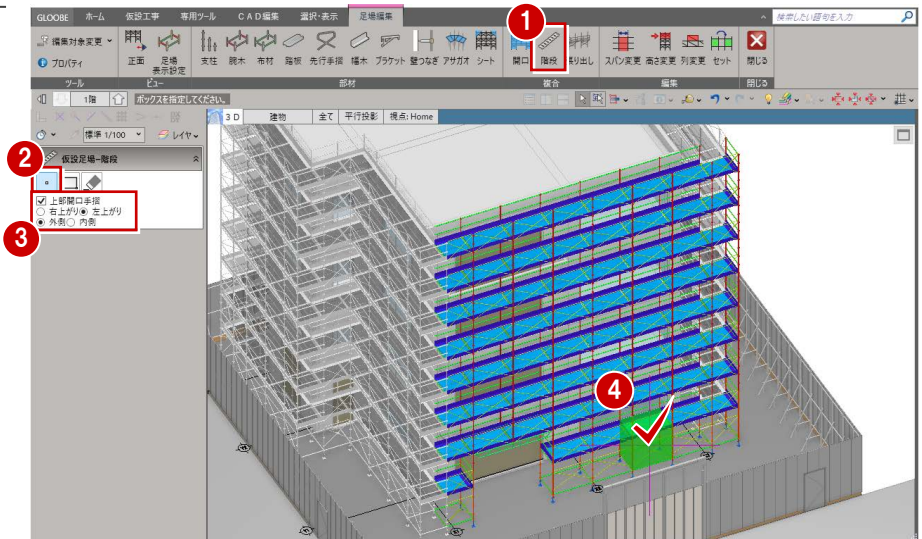 GLOOBE ホーム 仮設工事 専用ツール ＣＡＤ編集 選択・表示 足場編集 検索したい語句を入力
1
編集対象変更
プロパティ
正面 足場表示設定 支柱 腕木 布材 踏板 先行手摺 幅木 ブラケット 壁つなぎ アサガオ シート 開口 階段 張り出し スパン変更 高さ変更 列変更 セット 閉じる
ツール ビュー 部材 複合 編集 閉じる
1階 ボックスを指定してください。
3D 建物 全て 平行投影 視点: Home
標準 1/100 レイヤ
2
仮設足場-階段
3
上部開口手摺
右上がり 左上がり
外側 内側
4